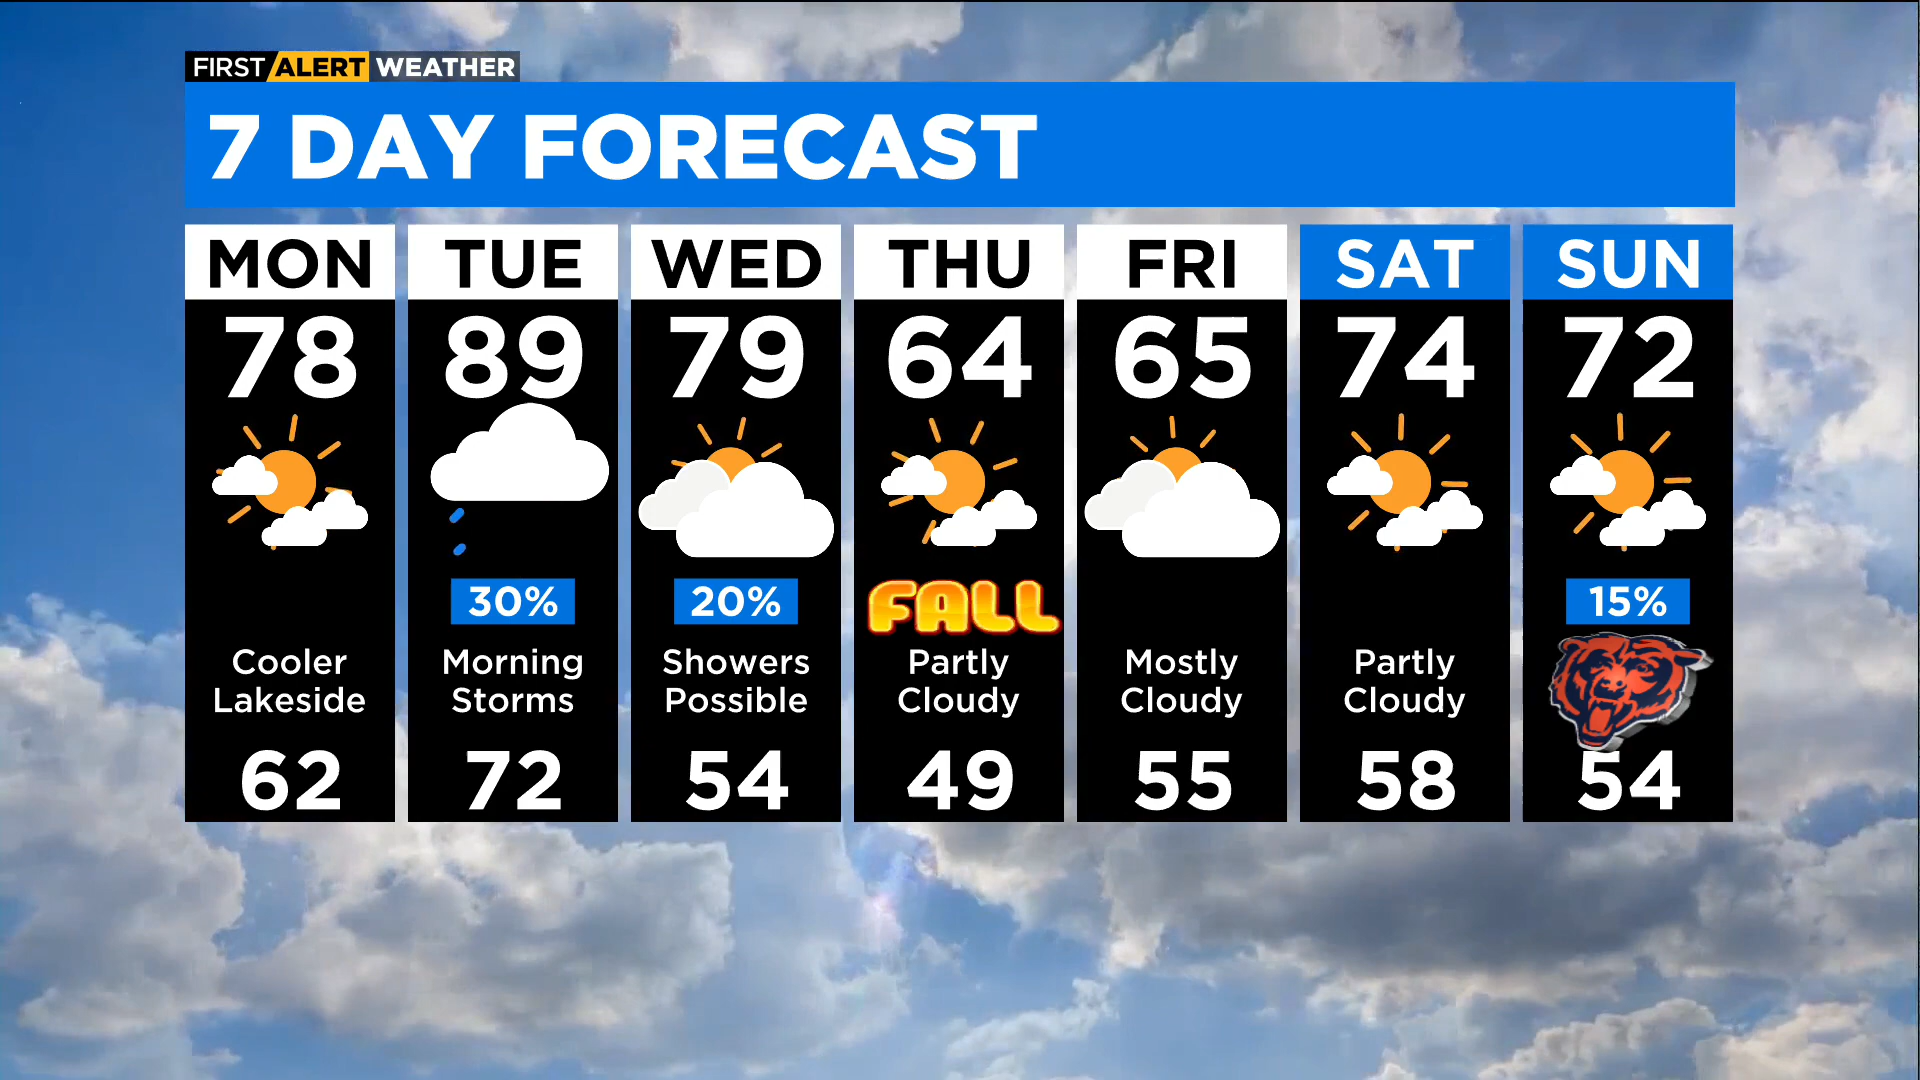 FIRST ALERT WEATHER
7 DAY FORECAST
MON TUE WED THU FRI SAT SUN
78 89 79 64 65 74 72
30% 20% FALL 15%
Cooler Morning Showers Partly Mostly Partly
Lakeside Storms Possible Cloudy Cloudy Cloudy
62 72 54 49 55 58 54